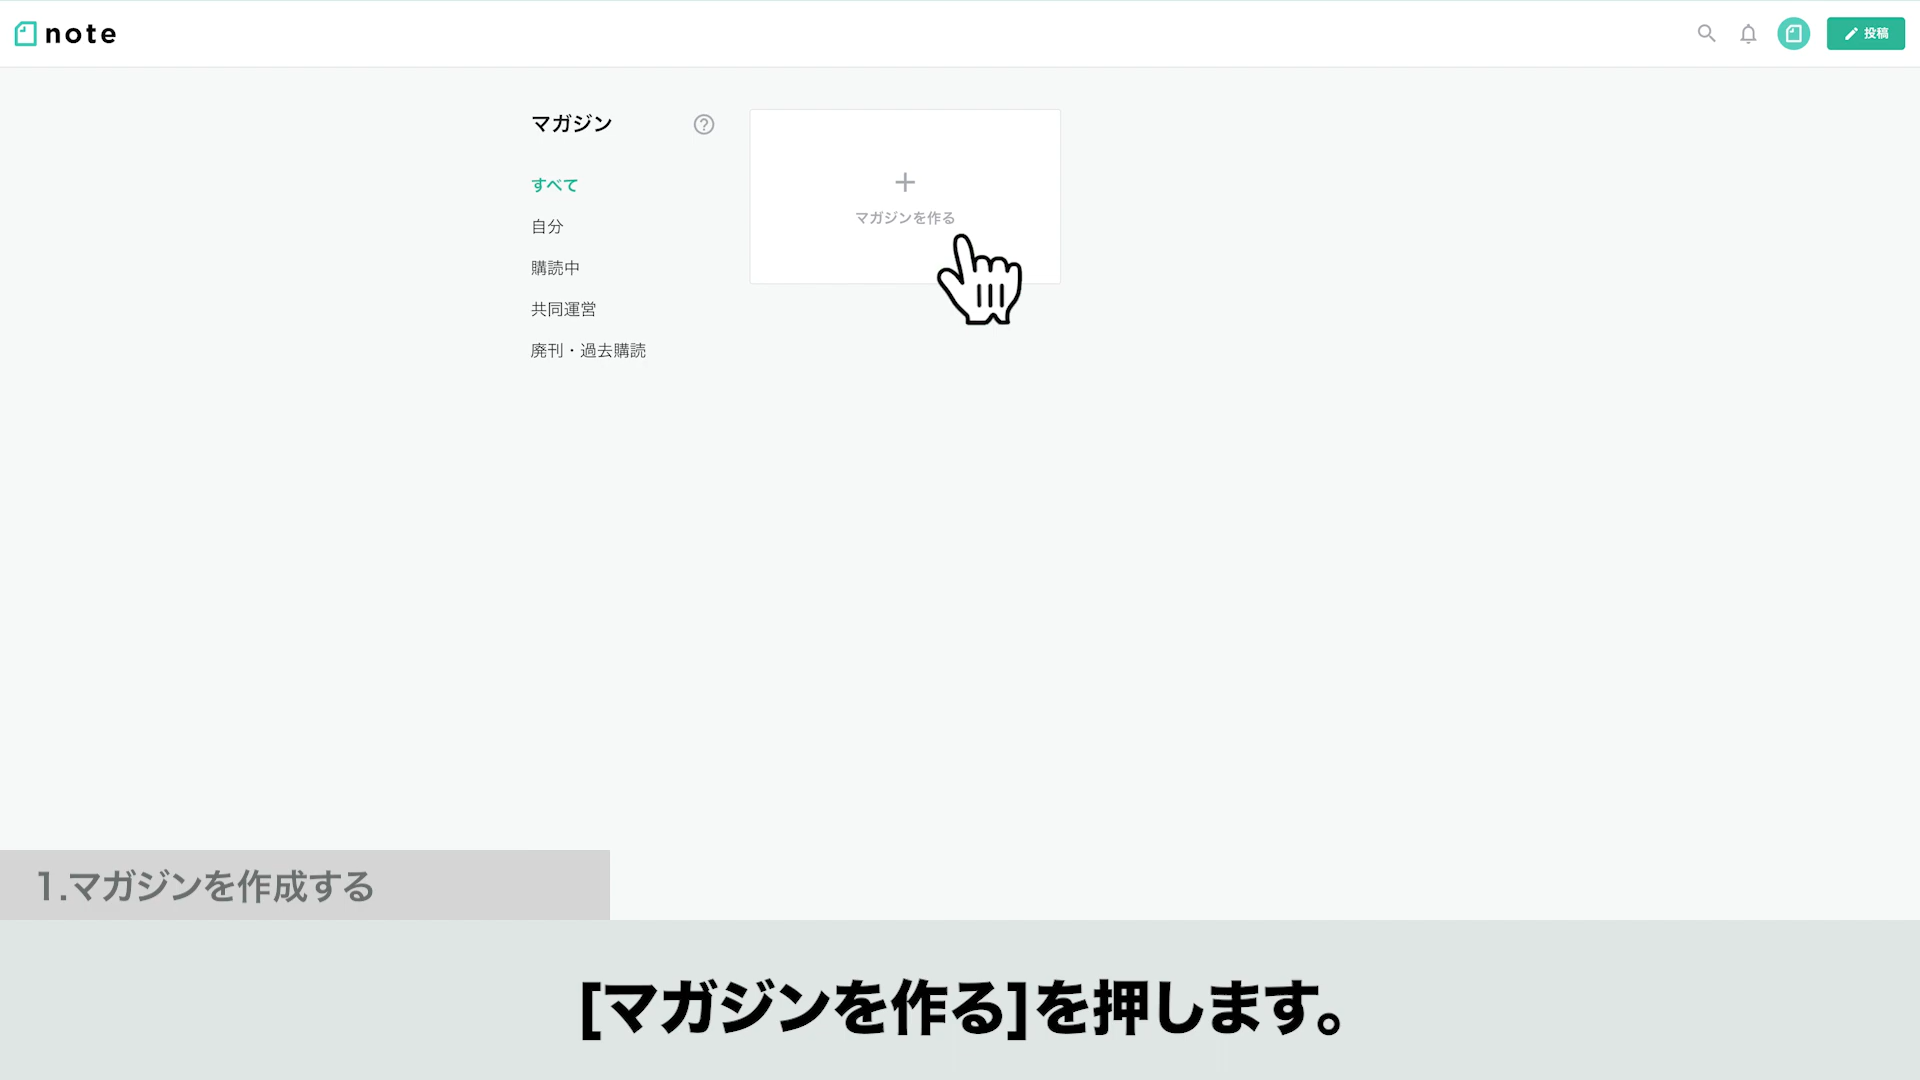 note
投稿
マガジン
すべて
自分
購読中
共同運営
廃刊・過去購読
マガジンを作る
1.マガジンを作成する
[マガジンを作る]を押します。